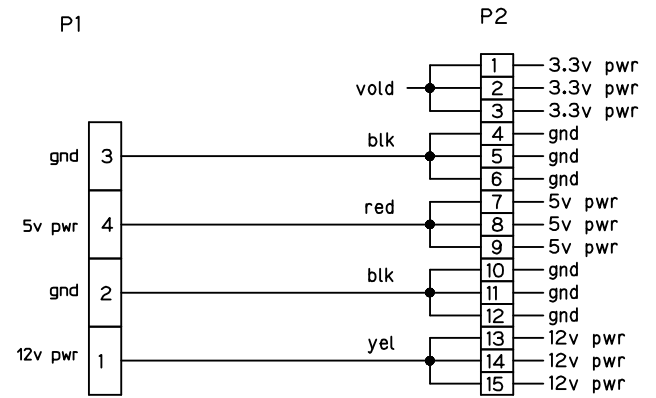 P1
P2
1 3.3v pwr
vold 2 3.3v pwr
3 3.3v pwr
4 gnd
blk
gnd 3 5 gnd
6 gnd
red 7 5v pwr
5v pwr 4 8 5v pwr
9 5v pwr
blk 10 gnd
gnd 2 11 gnd
12 gnd
yel 13 12v pwr
12v pwr 1 14 12v pwr
15 12v pwr